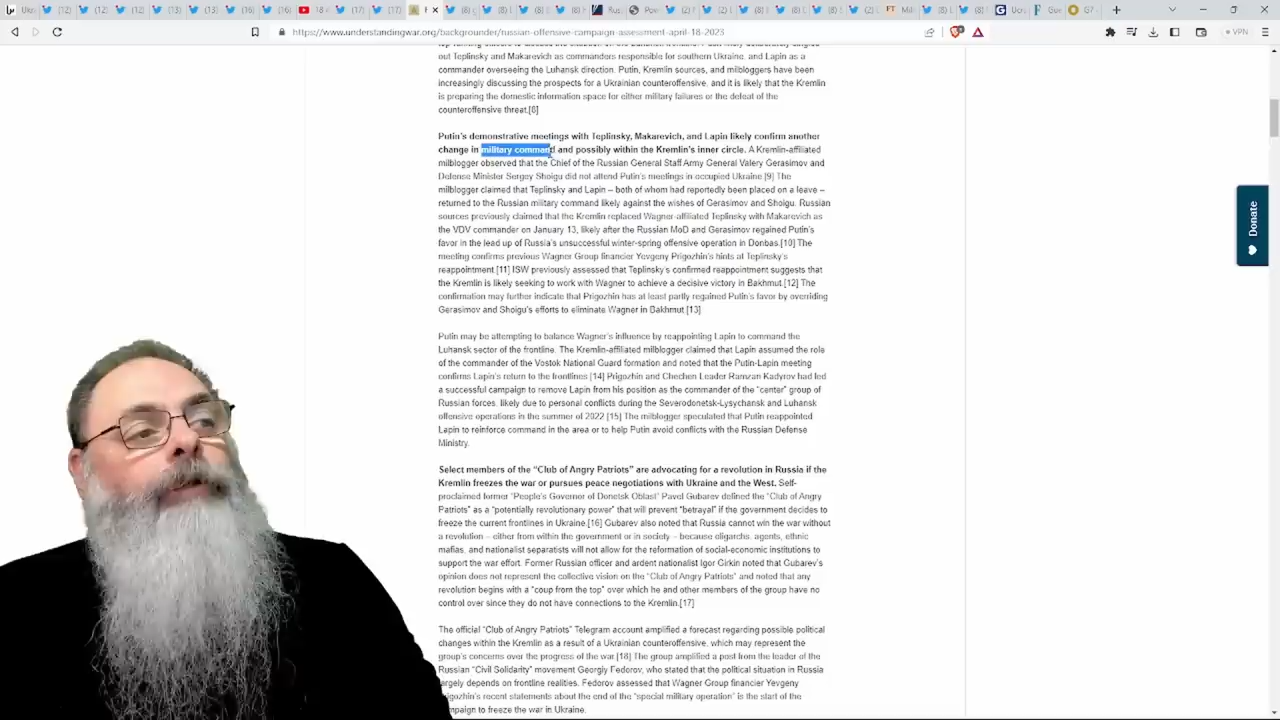 https://www.understandingwar.org/backgrounder/russian-offensive-campaign-assessment-april-18-2023
VPN
out Teplinsky and Makarevich as commanders responsible for southern Ukraine, and Lapin as a
commander overseeing the Luhansk direction. Putin, Kremlin sources, and milbloggers have been
increasingly discussing the prospects for a Ukrainian counteroffensive, and it is likely that the Kremlin
is preparing the domestic information space for either military failures or the defeat of the
counteroffensive threat.[8]
Putin's demonstrative meetings with Teplinsky, Makarevich, and Lapin likely confirm another
change in military command and possibly within the Kremlin's inner circle. A Kremlin-affiliated
milblogger observed that the Chief of the Russian General Staff Army General Valery Gerasimov and
Defense Minister Sergey Shoigu did not attend Putin's meetings in occupied Ukraine.[9] The
milblogger claimed that Teplinsky and Lapin – both of whom had reportedly been placed on a leave –
returned to the Russian military command likely against the wishes of Gerasimov and Shoigu. Russian
sources previously claimed that the Kremlin replaced Wagner-affiliated Teplinsky with Makarevich as
the VDV commander on January 13, likely after the Russian MoD and Gerasimov regained Putin's
favor in the lead up of Russia's unsuccessful winter-spring offensive operation in Donbas.[10] The
meeting confirms previous Wagner Group financier Yevgeny Prigozhin's hints at Teplinsky's
reappointment.[11] ISW previously assessed that Teplinsky's confirmed reappointment suggests that
the Kremlin is likely seeking to work with Wagner to achieve a decisive victory in Bakhmut.[12] The
confirmation may further indicate that Prigozhin has at least partly regained Putin's favor by overriding
Gerasimov and Shoigu's efforts to eliminate Wagner in Bakhmut.[13]
Putin may be attempting to balance Wagner's influence by reappointing Lapin to command the
Luhansk sector of the frontline. The Kremlin-affiliated milblogger claimed that Lapin assumed the role
of the commander of the Vostok National Guard formation and noted that the Putin-Lapin meeting
confirms Lapin's return to the frontlines.[14] Prigozhin and Chechen Leader Ramzan Kadyrov had led
a successful campaign to remove Lapin from his position as the commander of the "center" group of
Russian forces, likely due to personal conflicts during the Severodonetsk-Lysychansk and Luhansk
offensive operations in the summer of 2022.[15] The milblogger speculated that Putin reappointed
Lapin to reinforce command in the area or to help Putin avoid conflicts with the Russian Defense
Ministry.
Select members of the "Club of Angry Patriots" are advocating for a revolution in Russia if the
Kremlin freezes the war or pursues peace negotiations with Ukraine and the West. Self-
proclaimed former "People's Governor of Donetsk Oblast" Pavel Gubarev defined the "Club of Angry
Patriots" as a "potentially revolutionary power" that will prevent "betrayal" if the government decides to
freeze the current frontlines in Ukraine.[16] Gubarev also noted that Russia cannot win the war without
a revolution – either from within the government or in society – because oligarchs, agents, ethnic
mafias, and nationalist separatists will not allow for the reformation of social-economic institutions to
support the war effort. Former Russian officer and ardent nationalist Igor Girkin noted that Gubarev's
opinion does not represent the collective vision on the "Club of Angry Patriots" and noted that any
revolution begins with a "coup from the top" over which he and other members of the group have no
control over since they do not have connections to the Kremlin.[17]
The official "Club of Angry Patriots" Telegram account amplified a forecast regarding possible political
changes within the Kremlin as a result of a Ukrainian counteroffensive, which may represent the
group's concerns over the progress of the war.[18] The group amplified a post from the leader of the
Russian "Civil Solidarity" movement Georgy Fedorov, who stated that the political situation in Russia
largely depends on frontline realities. Fedorov assessed that Wagner Group financier Yevgeny
rigozhin's recent statements about the end of the "special military operation" is the start of the
mpaign to freeze the war in Ukraine.
Donate